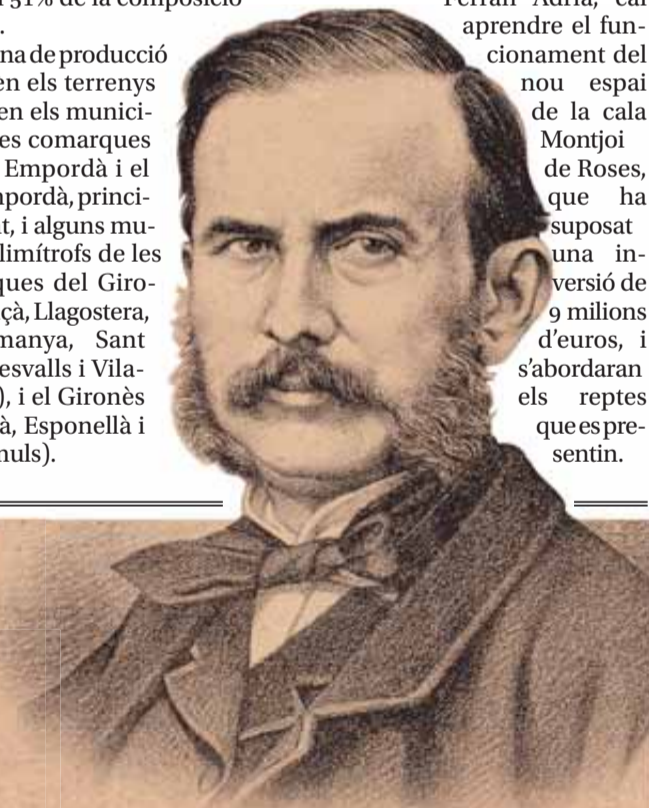 51% de la composició
.
na de producció
en els terrenys
en els munici-
es comarques
Empordà i el
mpordà, princi-
t, i alguns mu-
limítrofs de les
ques del Giro-
çà, Llagostera,
manya, Sant
esvalls i Vila-
), i el Gironès
à, Esponellà i
nuls).
Ferran Adrià, cal
aprendre el fun-
cionament del
nou espai
de la cala
Montjoi
de Roses,
que ha
suposat
una in-
versió de
9 milions
d'euros, i
s'abordaran
els reptes
que es pre-
sentin.